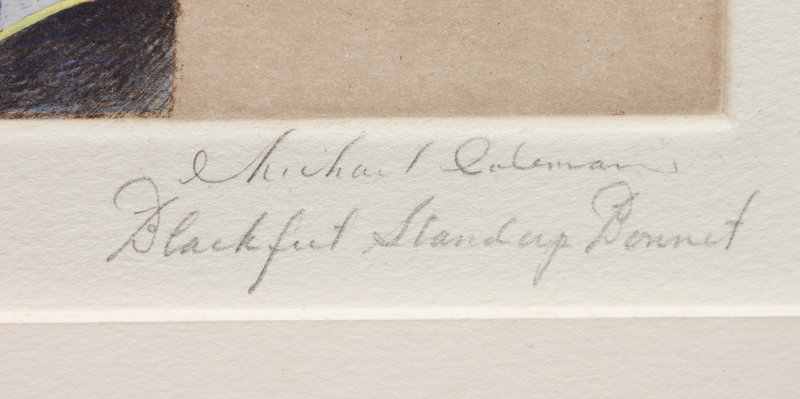 Michael Coleman
Blackfeet Standup Bonnet